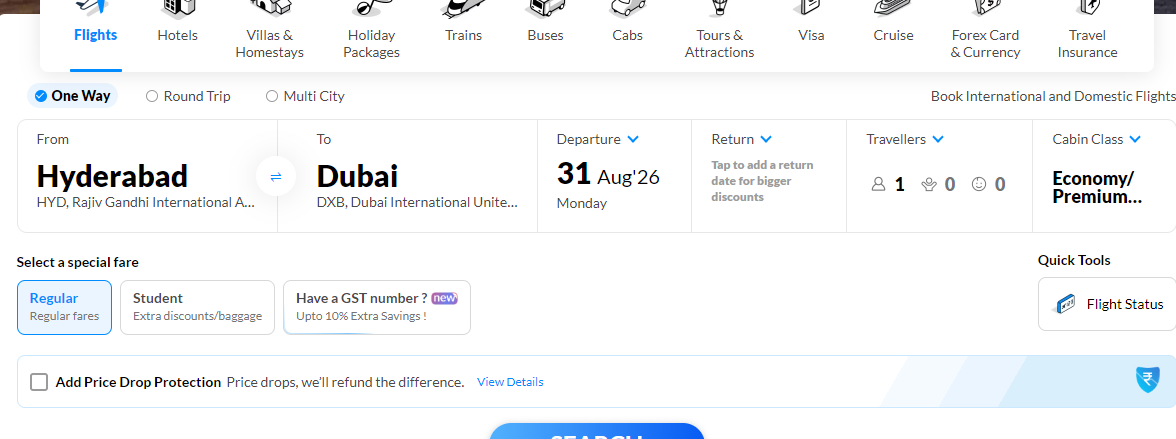 Flights
Hotels
Villas &
Homestays
Holiday
Packages
Trains
Buses
Cabs
Tours &
Attractions
Visa
Cruise
Forex Card
& Currency
Travel
Insurance
One Way
Round Trip
Multi City
Book International and Domestic Flights
From
Hyderabad
HYD, Rajiv Gandhi International A...
To
Dubai
DXB, Dubai International Unite...
Departure
31 Aug'26
Monday
Return
Tap to add a return
date for bigger
discounts
Travellers
1 0 0
Cabin Class
Economy/
Premium...
Select a special fare
Regular
Regular fares
Student
Extra discounts/baggage
Have a GST number ? new
Upto 10% Extra Savings !
Quick Tools
Flight Status
Add Price Drop Protection Price drops, we'll refund the difference. View Details
₹
SEARCH